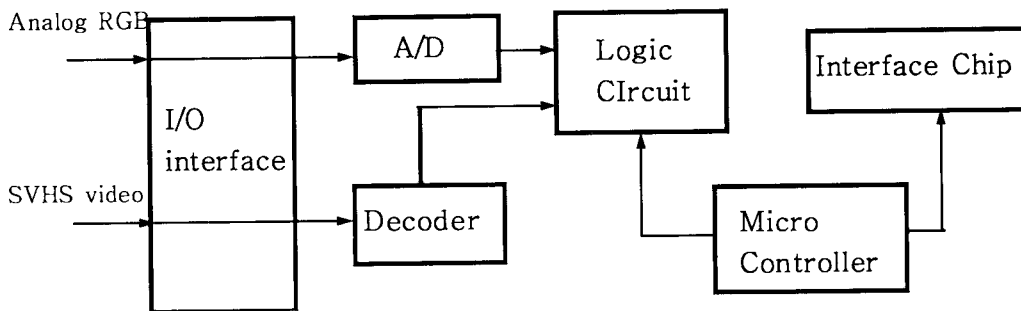 Analog RGB
A/D
Logic
CIrcuit
Interface Chip
I/O
interface
SVHS video
Decoder
Micro
Controller